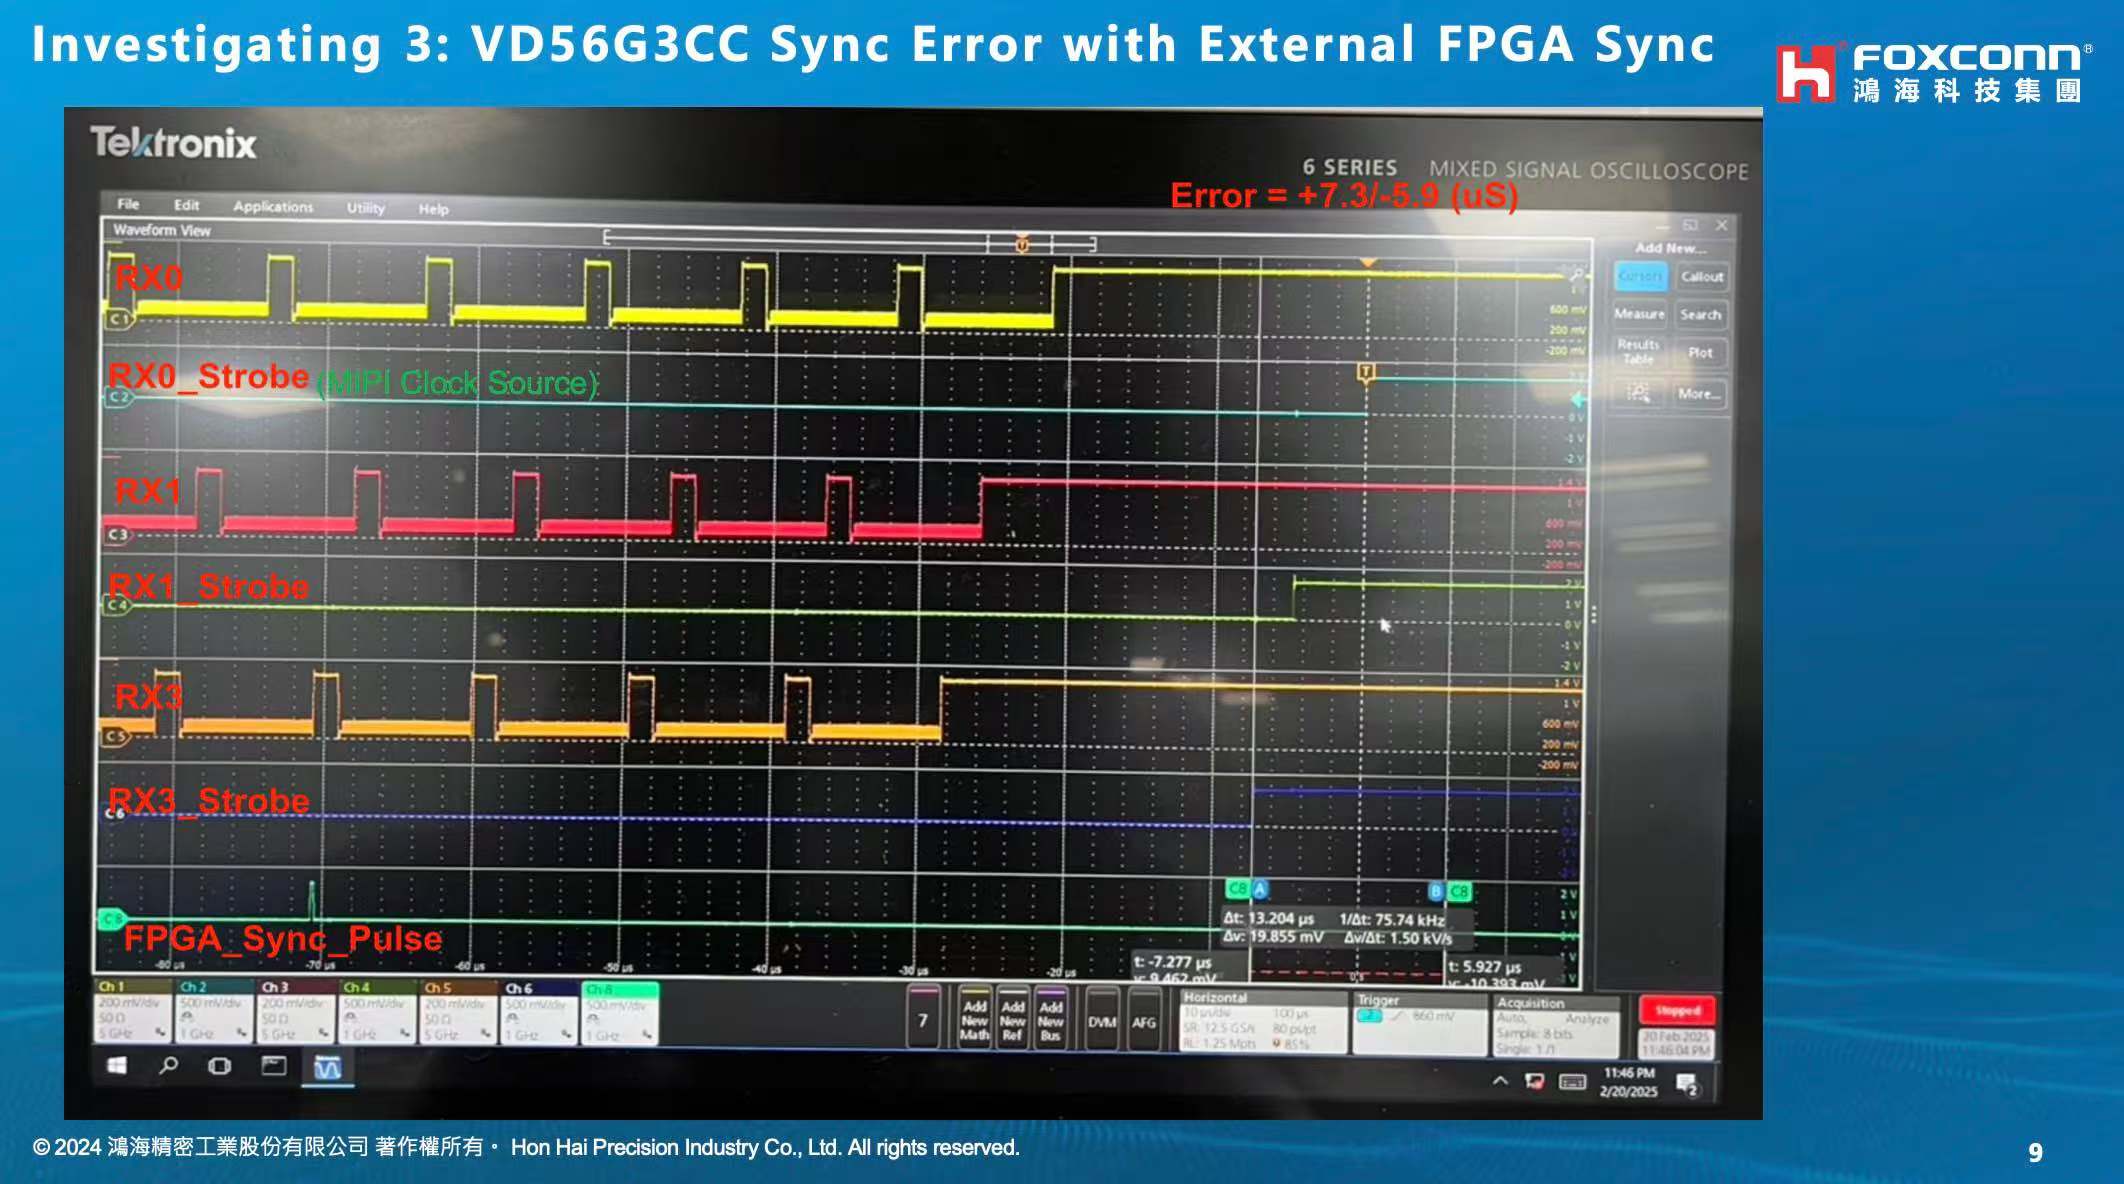 Investigating 3: VD56G3CC Sync Error with External FPGA Sync
FOXCONN®
鴻海科技集團
Tektronix
6 SERIES MIXED SIGNAL OSCILLOSCOPE
Error = +7.3/-5.9 (uS)
File Edit Applications Utility Help
Waveform View
Add New...
Cursors Callout
Measure Search
Results Table Plot
More...
RX0
C1
600 mV
200 mV
-200 mV
RX0_Strobe (MIPI Clock Source)
C2
T
0 V
-1 V
-2 V
RX1
C3
1.4 V
1 V
600 mV
200 mV
-200 mV
RX1_Strobe
C4
2 V
1 V
0 V
-1 V
-2 V
RX3
C5
1.4 V
1 V
600 mV
200 mV
-200 mV
RX3_Strobe
C6
C8 A B C8
2 V
1 V
C8
FPGA_Sync_Pulse
Δt: 13.204 µs 1/Δt: 75.74 kHz
Δv: 19.855 mV Δv/Δt: 1.50 kV/s
-80 µs -70 µs -60 µs -50 µs -40 µs -30 µs -20 µs
t: -7.277 µs
v: 9.462 mV
t: 5.927 µs
v: -10.393 mV
Ch 1 Ch 2 Ch 3 Ch 4 Ch 5 Ch 6 Ch 8
200 mV/div 500 mV/div 200 mV/div 500 mV/div 200 mV/div 500 mV/div 500 mV/div
50 Ω 50 Ω 50 Ω
5 GHz 1 GHz 5 GHz 1 GHz 5 GHz 1 GHz 1 GHz
7
Add New Math
Add New Ref
Add New Bus
DVM
AFG
Horizontal
10 µs/div 100 µs
SR: 12.5 GS/s 80 ps/pt
RL: 1.25 Mpts 85%
Trigger
2 860 mV
Acquisition
Auto, Analyze
Sample: 8 bits
Single: 1 /1
Stopped
20 Feb 2025
11:46:04 PM
11:46 PM
2/20/2025
2
© 2024 鴻海精密工業股份有限公司 著作權所有。 Hon Hai Precision Industry Co., Ltd. All rights reserved.
9